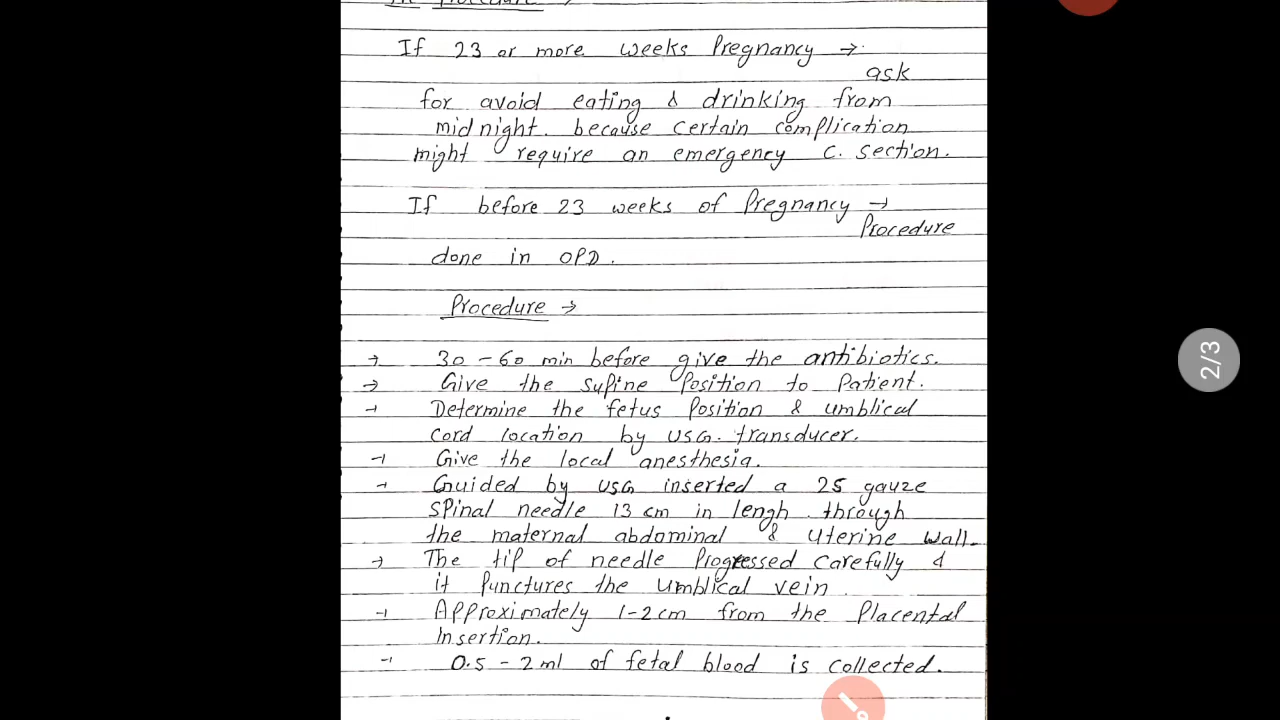 If 23 or more weeks Pregnancy →
ask
for avoid eating & drinking from
midnight. because certain complication
might require an emergency C. section.
If before 23 weeks of Pregnancy →
Procedure
done in OPD.
Procedure →
→ 30 - 60 min before give the antibiotics.
→ Give the supine Position to Patient.
→ Determine the fetus Position & umblical
cord location by USG. transducer.
→ Give the local anesthesia.
→ Guided by USG inserted a 25 gauze
spinal needle 13 cm in lengh through
the maternal abdominal & Uterine wall.
→ The tip of needle Progressed carefully &
it Punctures the umblical vein.
→ Approximately 1-2 cm from the Placental
Insertion.
→ 0.5 - 2 ml of fetal blood is collected.
2/3